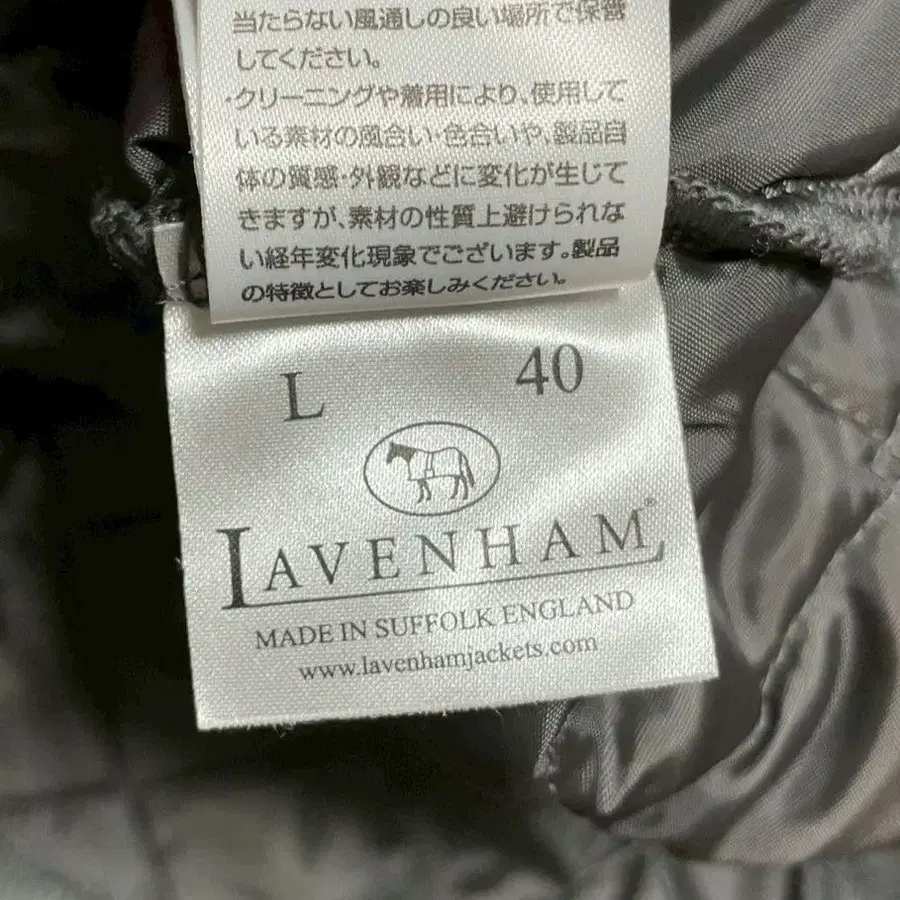 当たらない風通しの良い場所で保管
してください。
・クリーニングや着用により、使用して
いる素材の風合い・色合いや、製品自
体の質感・外観などに変化が生じて
きますが、素材の性質上避けられな
い経年変化現象でございます。製品
の特徴としてお楽しみください。
L 40
LAVENHAM®
MADE IN SUFFOLK ENGLAND
www.lavenhamjackets.com